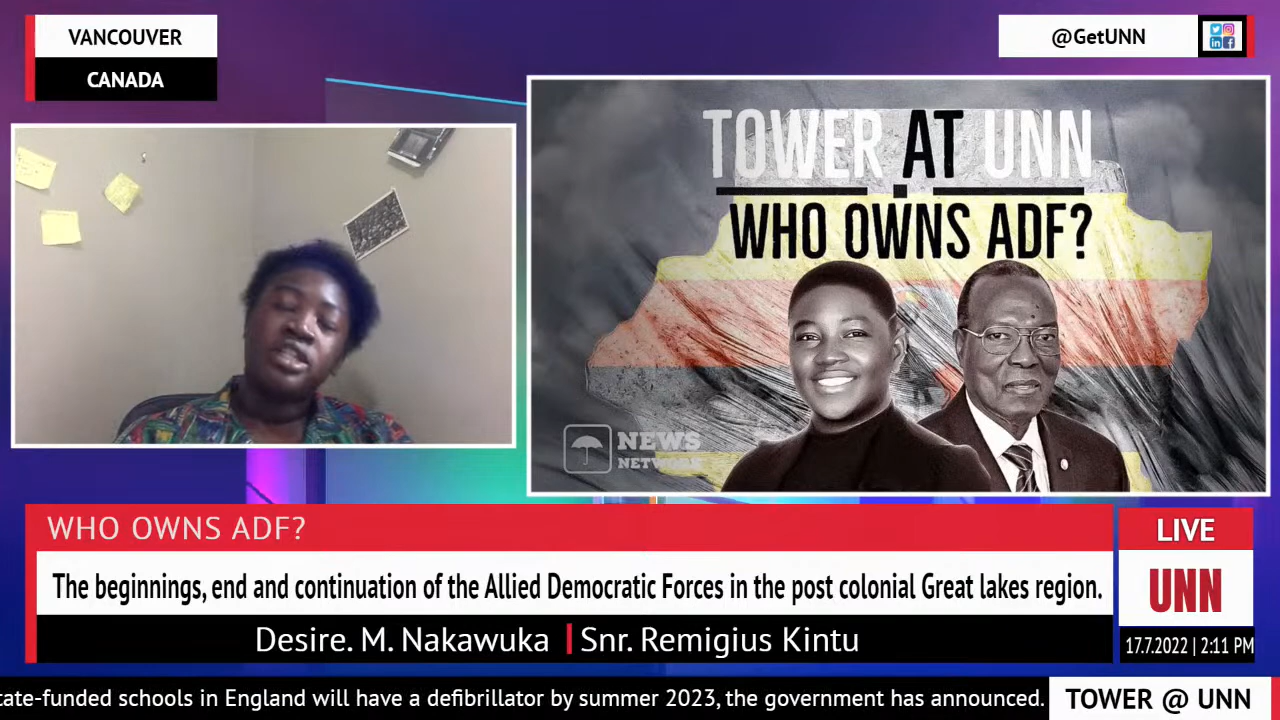 VANCOUVER
CANADA
@GetUNN
TOWER AT UNN
WHO OWNS ADF?
NEWS
NETWORK
WHO OWNS ADF?
The beginnings, end and continuation of the Allied Democratic Forces in the post colonial Great lakes region.
Desire. M. Nakawuka | Snr. Remigius Kintu
LIVE
UNN
17.7.2022 | 2:11 PM
tate-funded schools in England will have a defibrillator by summer 2023, the government has announced.
TOWER @ UNN